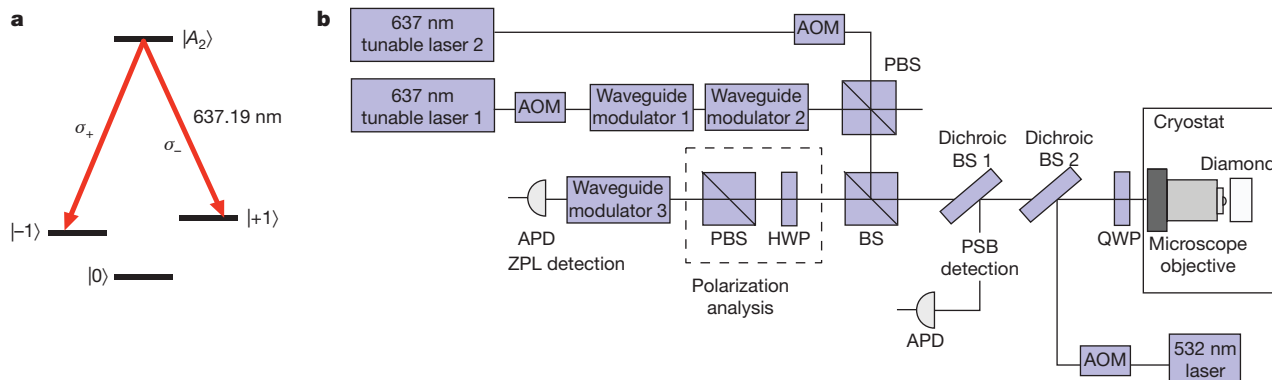 a
|A₂⟩
σ₊
637.19 nm
σ₋
|−1⟩
|+1⟩
|0⟩
b
637 nm
tunable laser 2
AOM
PBS
637 nm
tunable laser 1
AOM
Waveguide
modulator 1
Waveguide
modulator 2
Dichroic
BS 1
Dichroic
BS 2
Cryostat
Diamond
Waveguide
modulator 3
APD
ZPL detection
PBS
HWP
Polarization
analysis
BS
PSB
detection
APD
QWP
Microscope
objective
AOM
532 nm
laser